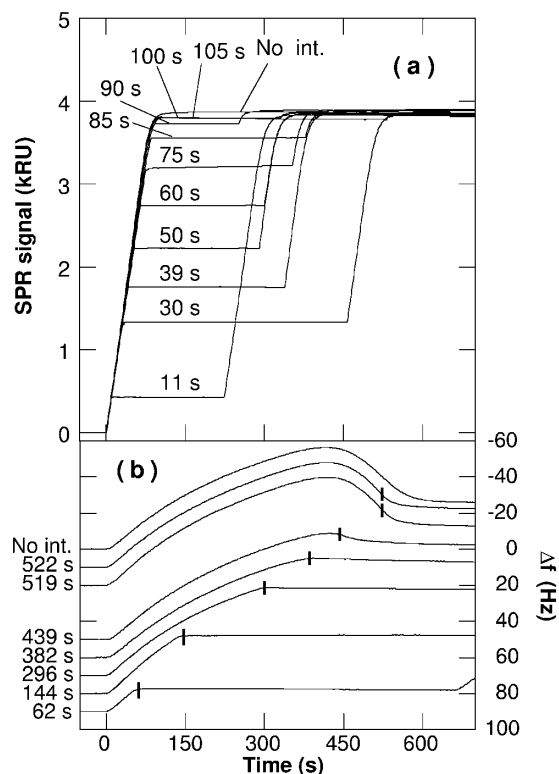 5
4
3
2
1
0
SPR signal (kRU)
(a)
100 s
105 s
No int.
90 s
85 s
75 s
60 s
50 s
39 s
30 s
11 s
(b)
-60
-40
-20
0
20
40
60
80
100
Δf (Hz)
No int.
522 s
519 s
439 s
382 s
296 s
144 s
62 s
0 150 300 450 600
Time (s)